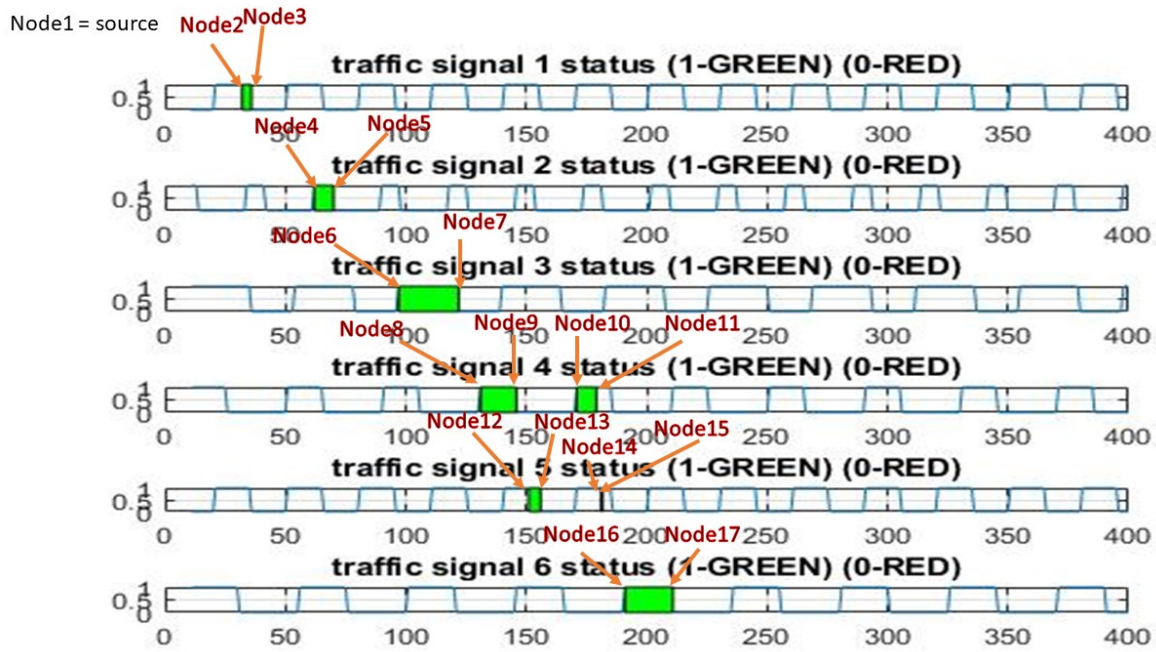 Node1 = source
Node2 Node3
traffic signal 1 status (1-GREEN) (0-RED)
1
0.5
0
0 50 100 150 200 250 300 350 400
Node4 Node5
traffic signal 2 status (1-GREEN) (0-RED)
1
0.5
0
0 50 100 150 200 250 300 350 400
Node6 Node7
traffic signal 3 status (1-GREEN) (0-RED)
1
0.5
0
0 50 100 150 200 250 300 350 400
Node8 Node9 Node10 Node11
traffic signal 4 status (1-GREEN) (0-RED)
1
0.5
0
0 50 100 150 200 250 300 350 400
Node12 Node13 Node14 Node15
traffic signal 5 status (1-GREEN) (0-RED)
1
0.5
0
0 50 100 150 200 250 300 350 400
Node16 Node17
traffic signal 6 status (1-GREEN) (0-RED)
1
0.5
0
0 50 100 150 200 250 300 350 400